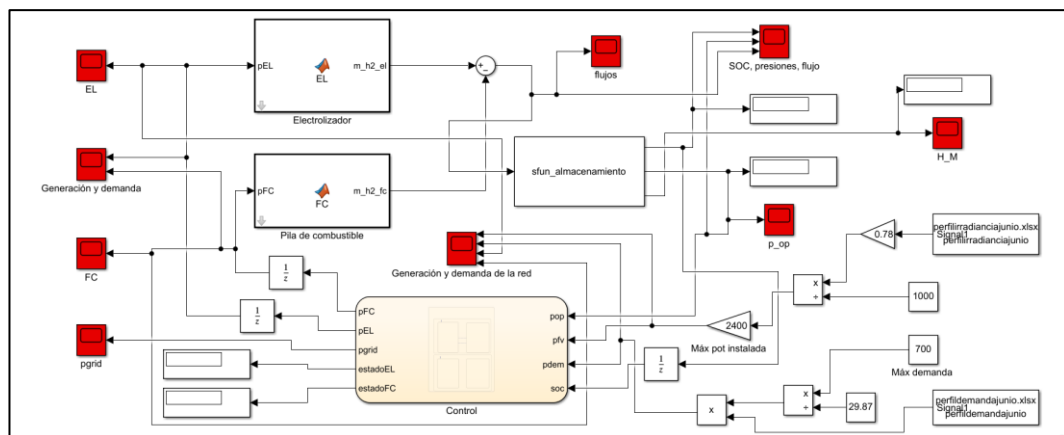 EL
pEL
EL
m_h2_el
Electrolizador
flujos
SOC, presiones, flujo
H_M
Generación y demanda
pFC
FC
m_h2_fc
Pila de combustible
sfun_almacenamiento
p_op
FC
Generación y demanda de la red
0.78
perfilirradianciajunio.xlsx
Signal1
perfilirradianciajunio
1
z
1
z
x
÷
1000
pgrid
pFC
pEL
pgrid
estadoEL
estadoFC
pop
pfv
pdem
soc
Control
2400
Máx pot instalada
1
z
700
Máx demanda
x
x
÷
29.87
perfildemandajunio.xlsx
Signal1
perfildemandajunio